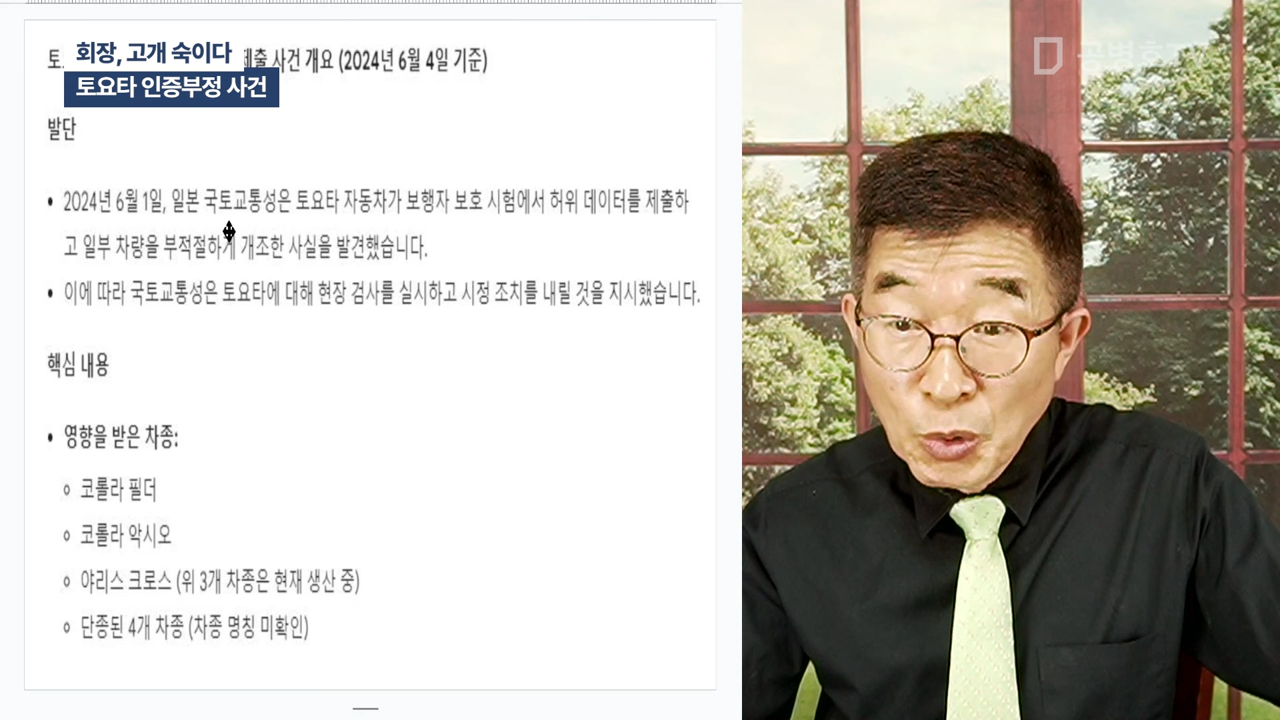 회장, 고개 숙이다
토요타 인증부정 사건
제출 사건 개요 (2024년 6월 4일 기준)
발단
• 2024년 6월 1일, 일본 국토교통성은 토요타 자동차가 보행자 보호 시험에서 허위 데이터를 제출하
고 일부 차량을 부적절하게 개조한 사실을 발견했습니다.
• 이에 따라 국토교통성은 토요타에 대해 현장 검사를 실시하고 시정 조치를 내릴 것을 지시했습니다.
핵심 내용
• 영향을 받은 차종:
○ 코롤라 필더
○ 코롤라 악시오
○ 야리스 크로스 (위 3개 차종은 현재 생산 중)
○ 단종된 4개 차종 (차종 명칭 미확인)